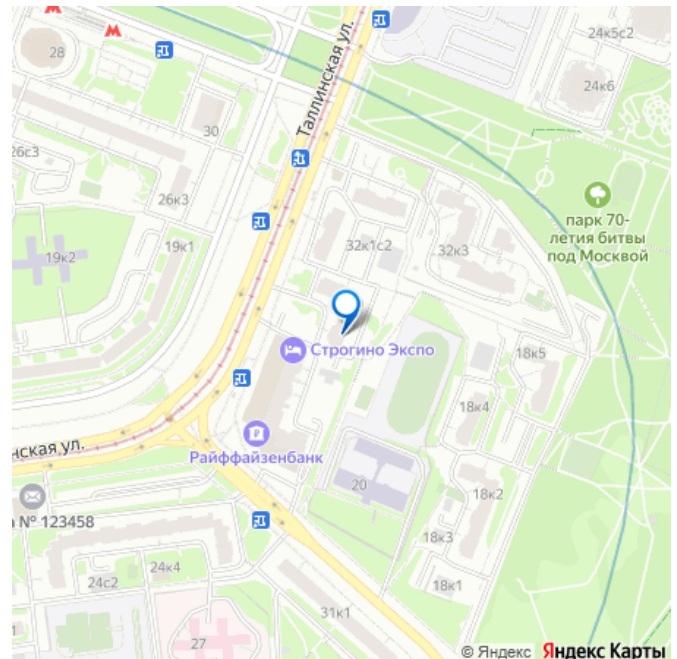 24к5с2
28
24к6
Таллинская ул.
30
26с3
26к3
парк 70-
летия битвы
под Москвой
19к1
32к1с2
32к3
19к2
Строгино Экспо
18к5
18к4
нская ул.
Райффайзенбанк
20
18к2
а № 123458
18к3
24к4
24с2
18к1
31к1
27
1
© Яндекс Яндекс Карты